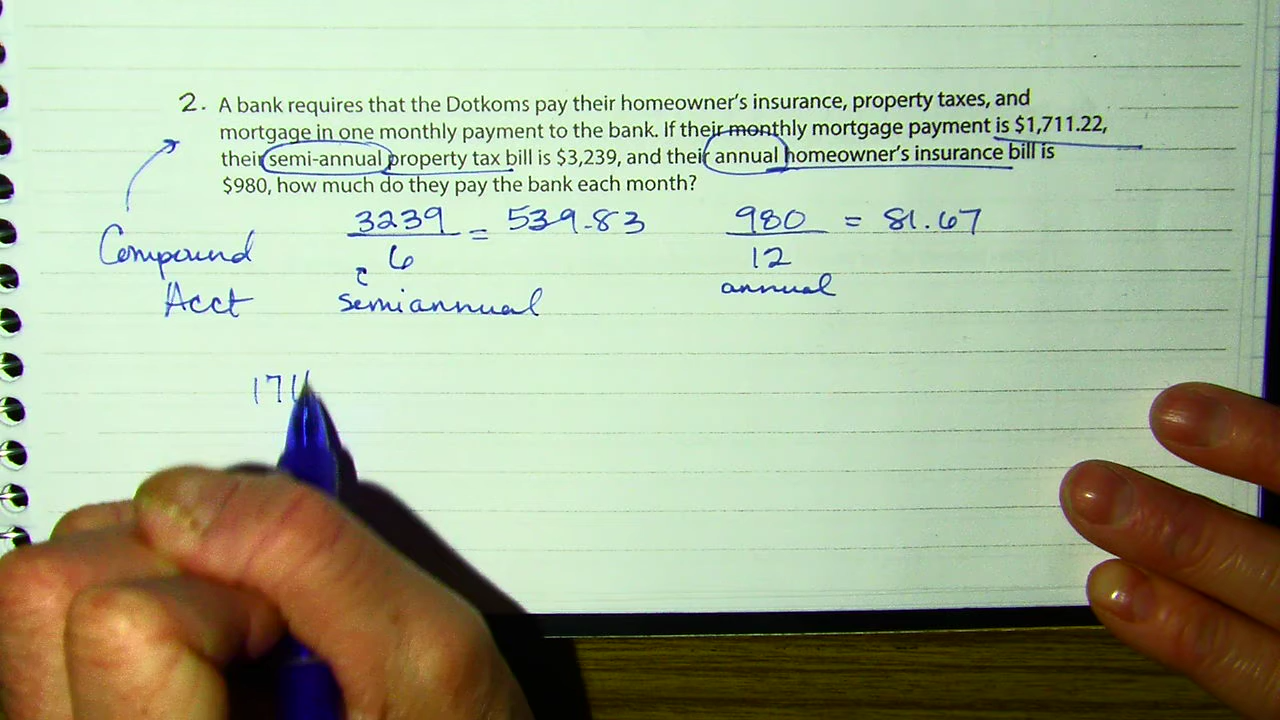 2. A bank requires that the Dotkoms pay their homeowner's insurance, property taxes, and
mortgage in one monthly payment to the bank. If their monthly mortgage payment is $1,711.22,
their semi-annual property tax bill is $3,239, and their annual homeowner's insurance bill is
$980, how much do they pay the bank each month?
3239 = 539.83 980 = 81.67
6 12
Compound
Acct semiannual annual
171